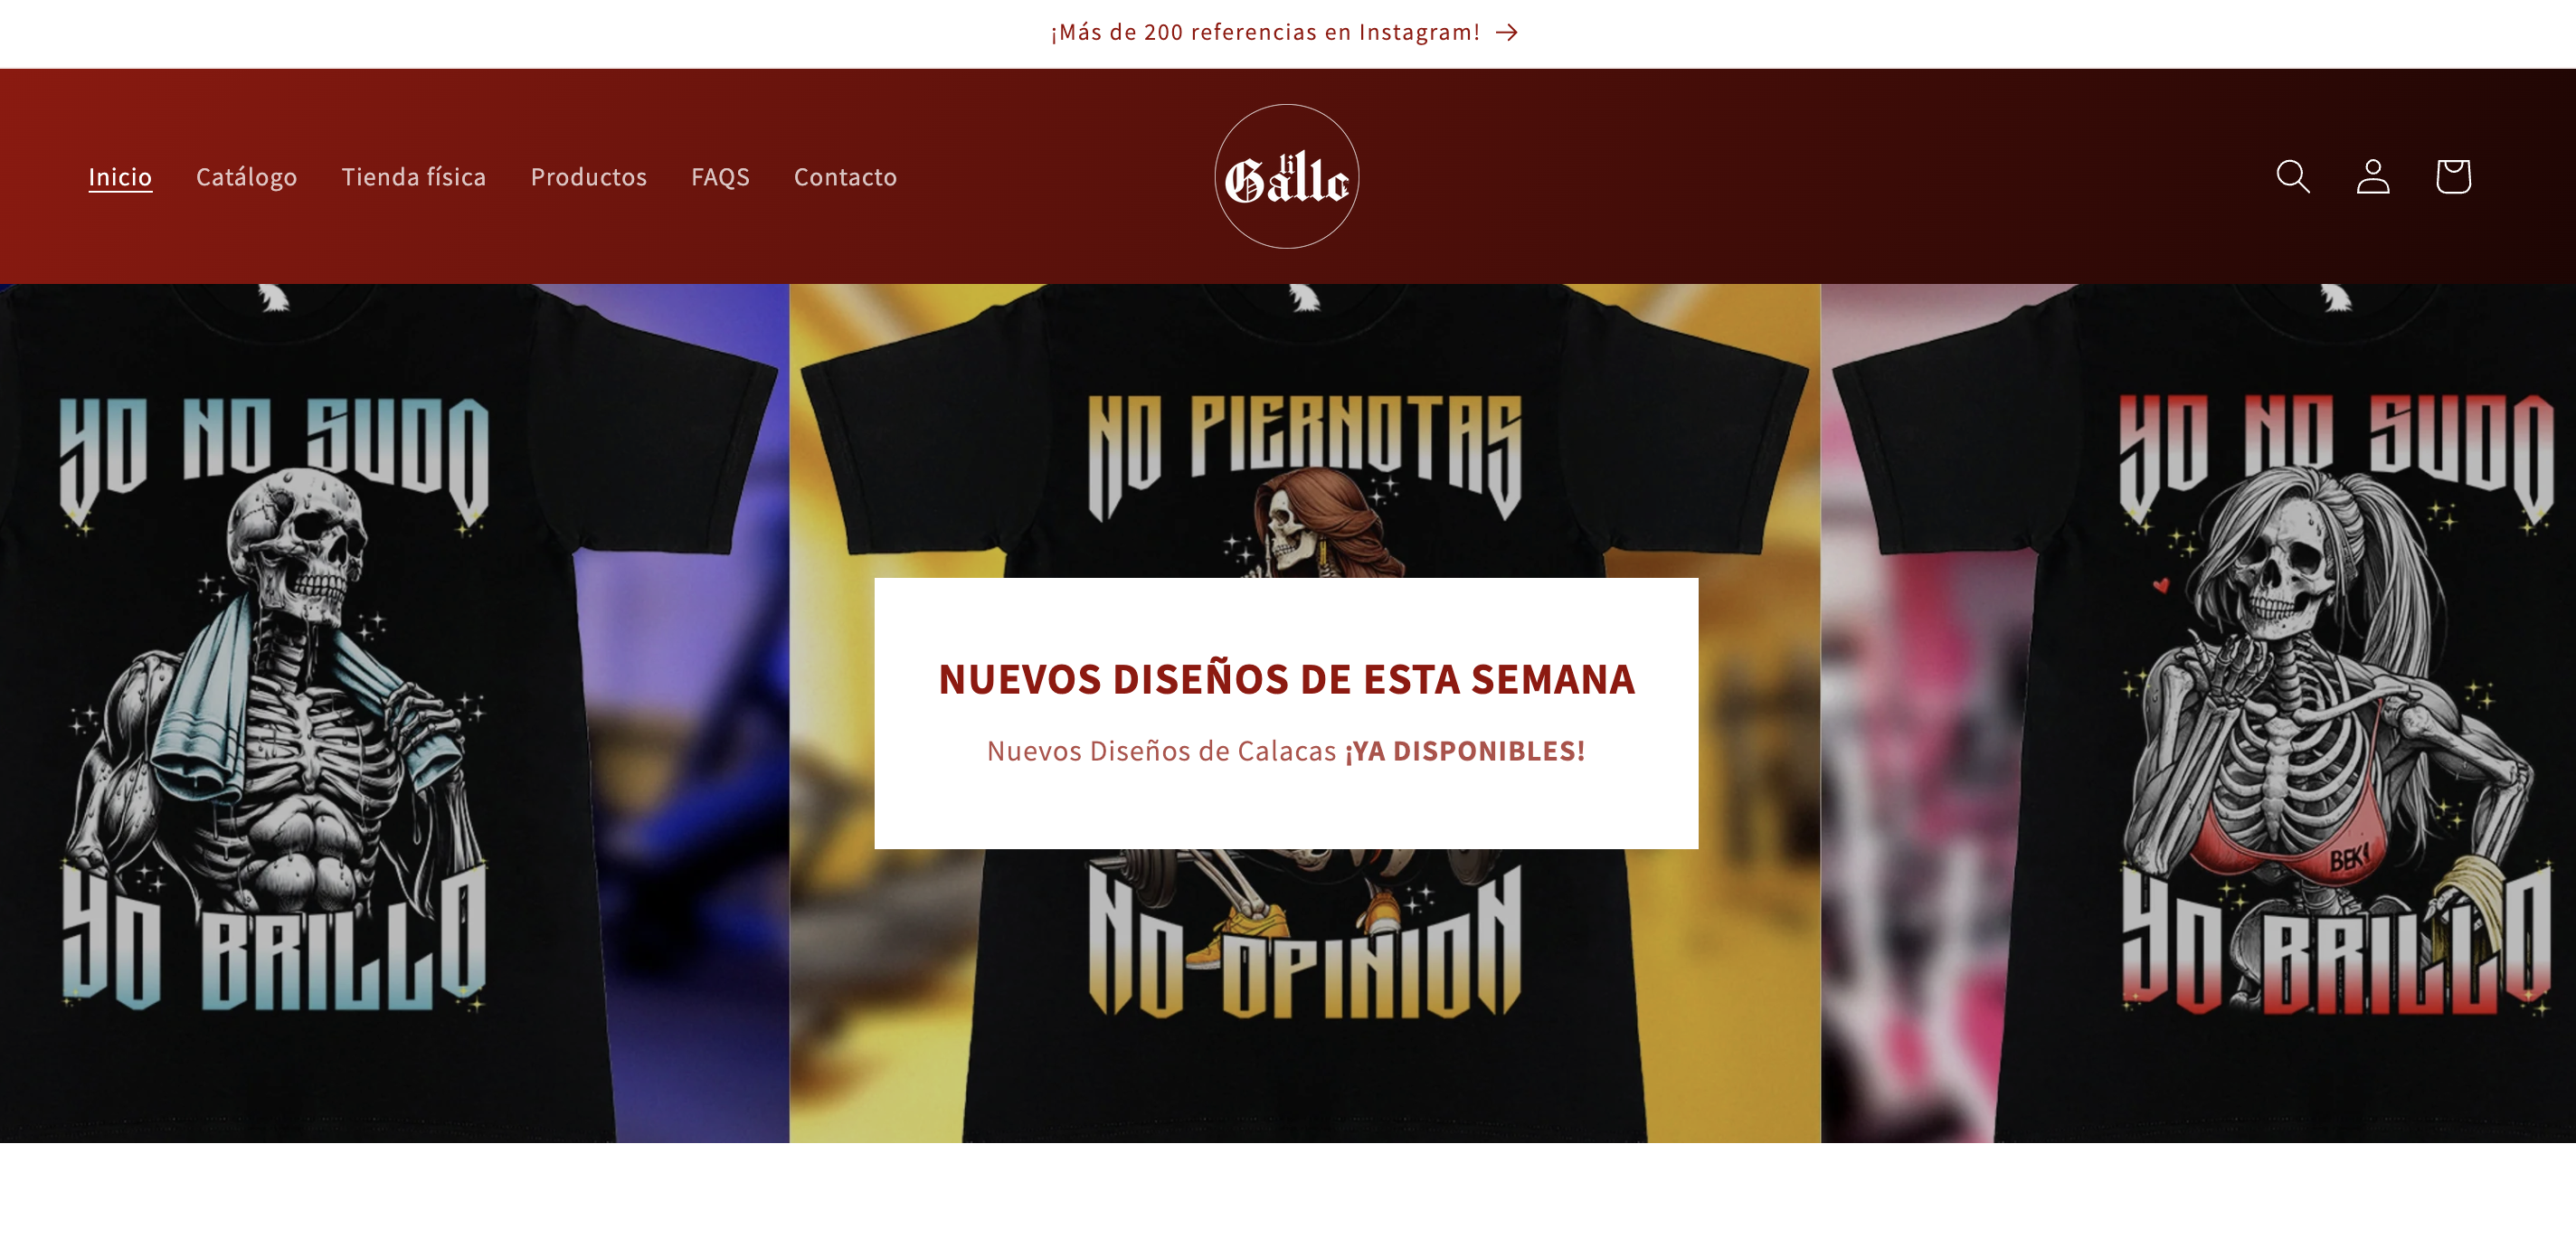 ¡Más de 200 referencias en Instagram! →
Inicio Catálogo Tienda física Productos FAQS Contacto
lil
Gallo
YO NO SUDO
YO BRILLO
NO PIERNOTAS
NO OPINION
YO NO SUDO
BEK!
YO BRILLO
NUEVOS DISEÑOS DE ESTA SEMANA
Nuevos Diseños de Calacas ¡YA DISPONIBLES!